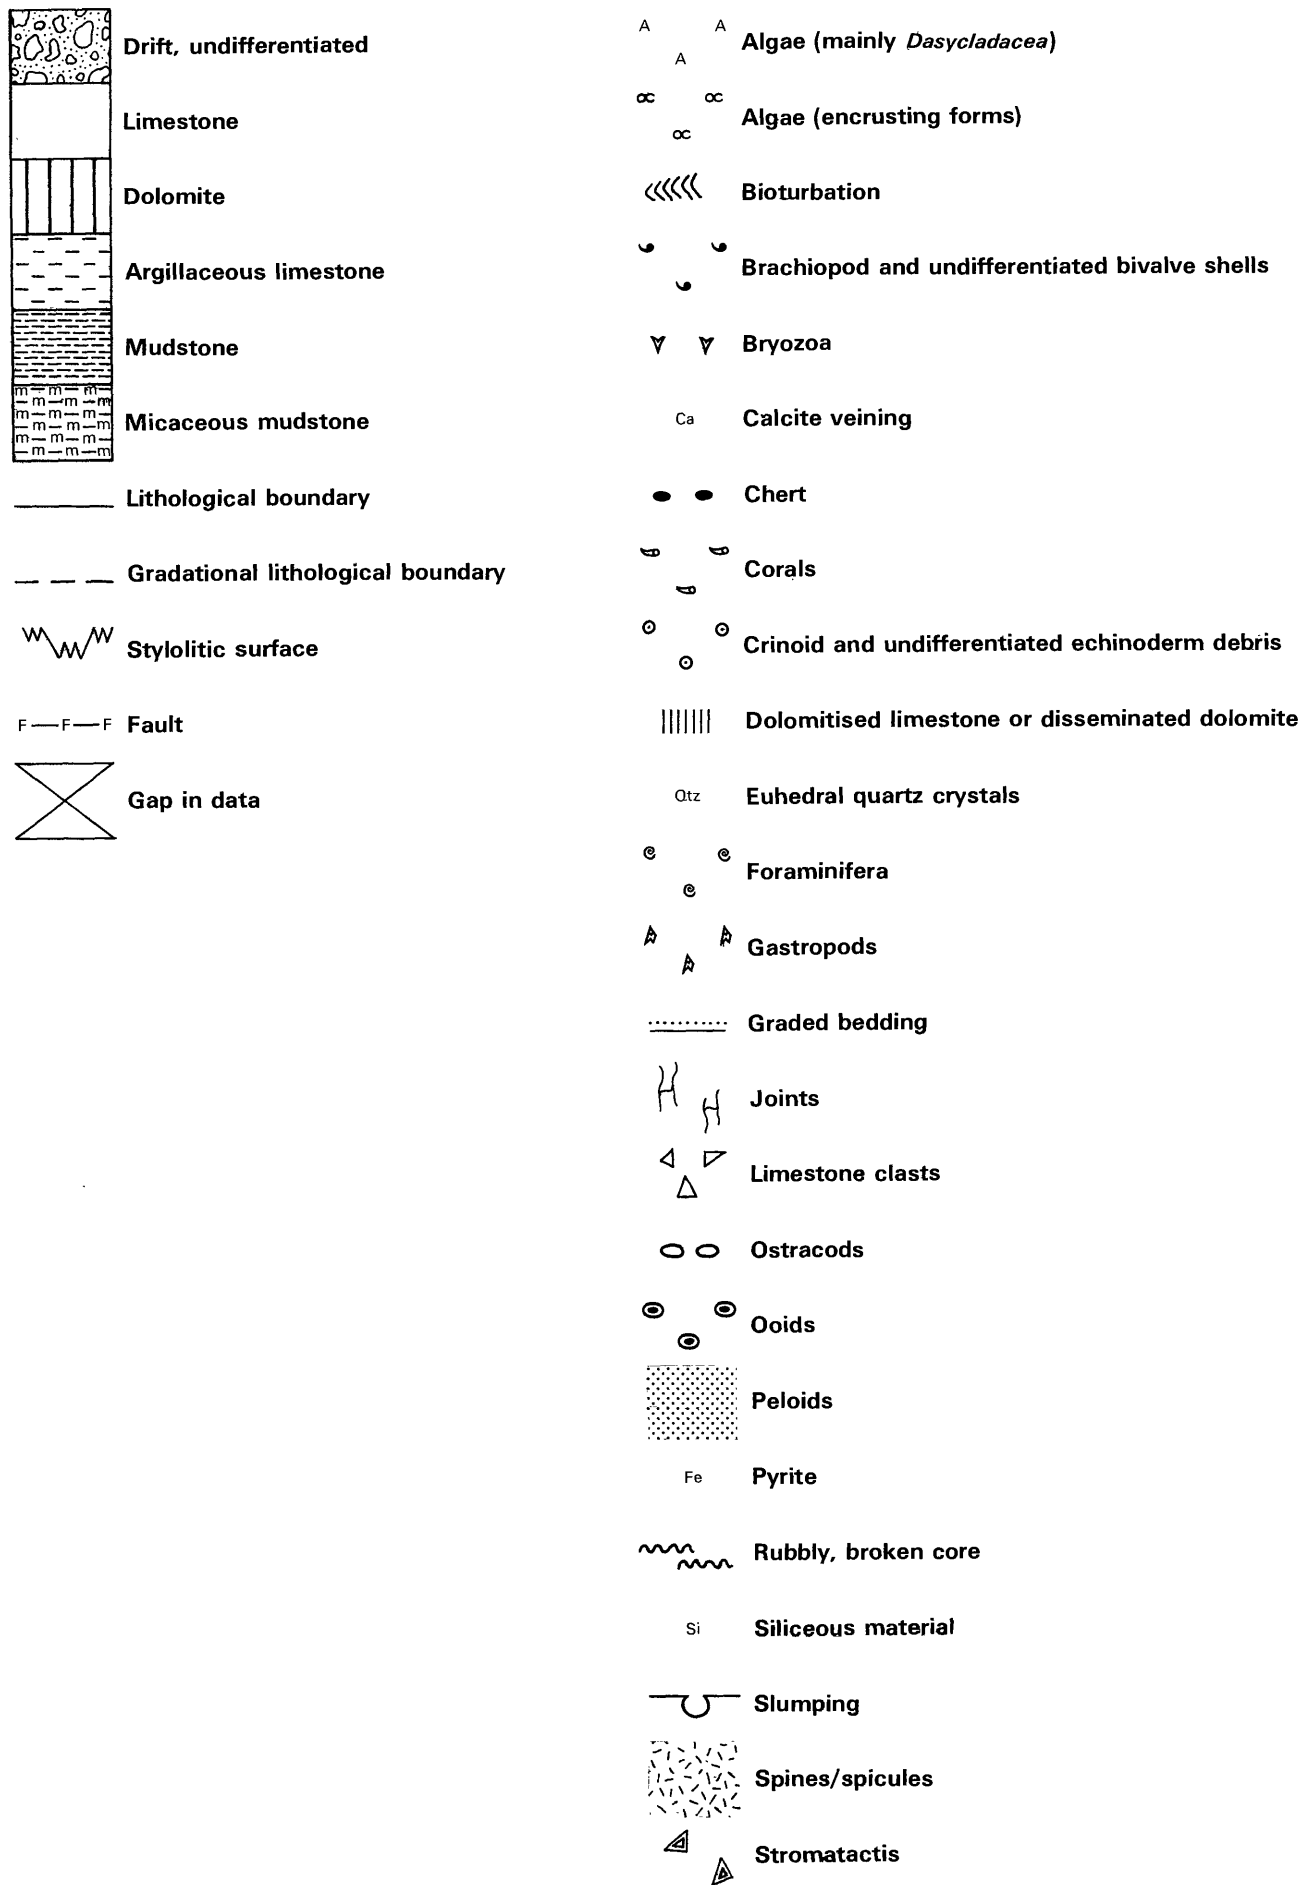 Drift, undifferentiated
Limestone
Dolomite
Argillaceous limestone
Mudstone
m m m m
m m m
m m m m
m m m
m m m m
m m m
Micaceous mudstone
Lithological boundary
Gradational lithological boundary
Stylolitic surface
F—F—F Fault
Gap in data
A A
A
Algae (mainly Dasycladacea)
Algae (encrusting forms)
Bioturbation
Brachiopod and undifferentiated bivalve shells
Bryozoa
Ca Calcite veining
Chert
Corals
Crinoid and undifferentiated echinoderm debris
Dolomitised limestone or disseminated dolomite
Qtz Euhedral quartz crystals
Foraminifera
Gastropods
Graded bedding
Joints
Limestone clasts
Ostracods
Ooids
Peloids
Fe Pyrite
Rubbly, broken core
Si Siliceous material
Slumping
Spines/spicules
Stromatactis